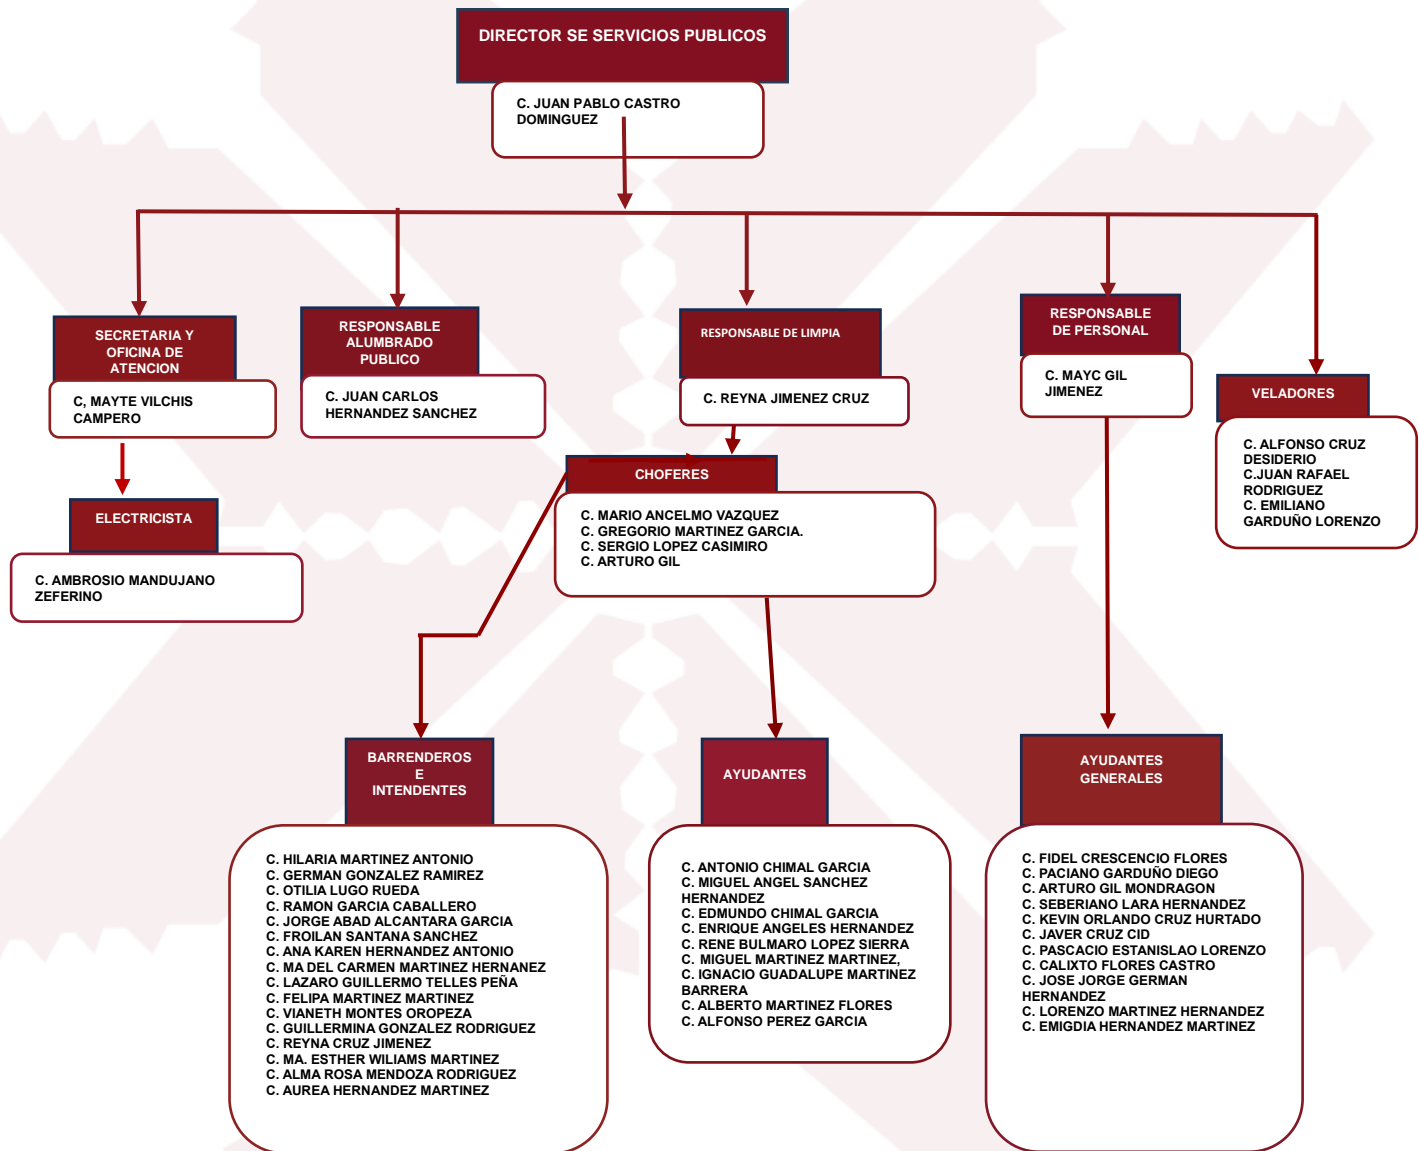 DIRECTOR SE SERVICIOS PUBLICOS
C. JUAN PABLO CASTRO
DOMINGUEZ
SECRETARIA Y
OFICINA DE
ATENCION
C, MAYTE VILCHIS
CAMPERO
ELECTRICISTA
C. AMBROSIO MANDUJANO
ZEFERINO
RESPONSABLE
ALUMBRADO
PUBLICO
C. JUAN CARLOS
HERNANDEZ SANCHEZ
RESPONSABLE DE LIMPIA
C. REYNA JIMENEZ CRUZ
CHOFERES
C. MARIO ANCELMO VAZQUEZ
C. GREGORIO MARTINEZ GARCIA.
C. SERGIO LOPEZ CASIMIRO
C. ARTURO GIL
RESPONSABLE
DE PERSONAL
C. MAYC GIL
JIMENEZ
VELADORES
C. ALFONSO CRUZ
DESIDERIO
C.JUAN RAFAEL
RODRIGUEZ
C. EMILIANO
GARDUÑO LORENZO
BARRENDEROS
E
INTENDENTES
C. HILARIA MARTINEZ ANTONIO
C. GERMAN GONZALEZ RAMIREZ
C. OTILIA LUGO RUEDA
C. RAMON GARCIA CABALLERO
C. JORGE ABAD ALCANTARA GARCIA
C. FROILAN SANTANA SANCHEZ
C. ANA KAREN HERNANDEZ ANTONIO
C. MA DEL CARMEN MARTINEZ HERNANEZ
C. LAZARO GUILLERMO TELLES PEÑA
C. FELIPA MARTINEZ MARTINEZ
C. VIANETH MONTES OROPEZA
C. GUILLERMINA GONZALEZ RODRIGUEZ
C. REYNA CRUZ JIMENEZ
C. MA. ESTHER WILIAMS MARTINEZ
C. ALMA ROSA MENDOZA RODRIGUEZ
C. AUREA HERNANDEZ MARTINEZ
AYUDANTES
C. ANTONIO CHIMAL GARCIA
C. MIGUEL ANGEL SANCHEZ
HERNANDEZ
C. EDMUNDO CHIMAL GARCIA
C. ENRIQUE ANGELES HERNANDEZ
C. RENE BULMARO LOPEZ SIERRA
C. MIGUEL MARTINEZ MARTINEZ,
C. IGNACIO GUADALUPE MARTINEZ
BARRERA
C. ALBERTO MARTINEZ FLORES
C. ALFONSO PEREZ GARCIA
AYUDANTES
GENERALES
C. FIDEL CRESCENCIO FLORES
C. PACIANO GARDUÑO DIEGO
C. ARTURO GIL MONDRAGON
C. SEBERIANO LARA HERNANDEZ
C. KEVIN ORLANDO CRUZ HURTADO
C. JAVER CRUZ CID
C. PASCACIO ESTANISLAO LORENZO
C. CALIXTO FLORES CASTRO
C. JOSE JORGE GERMAN
HERNANDEZ
C. LORENZO MARTINEZ HERNANDEZ
C. EMIGDIA HERNANDEZ MARTINEZ